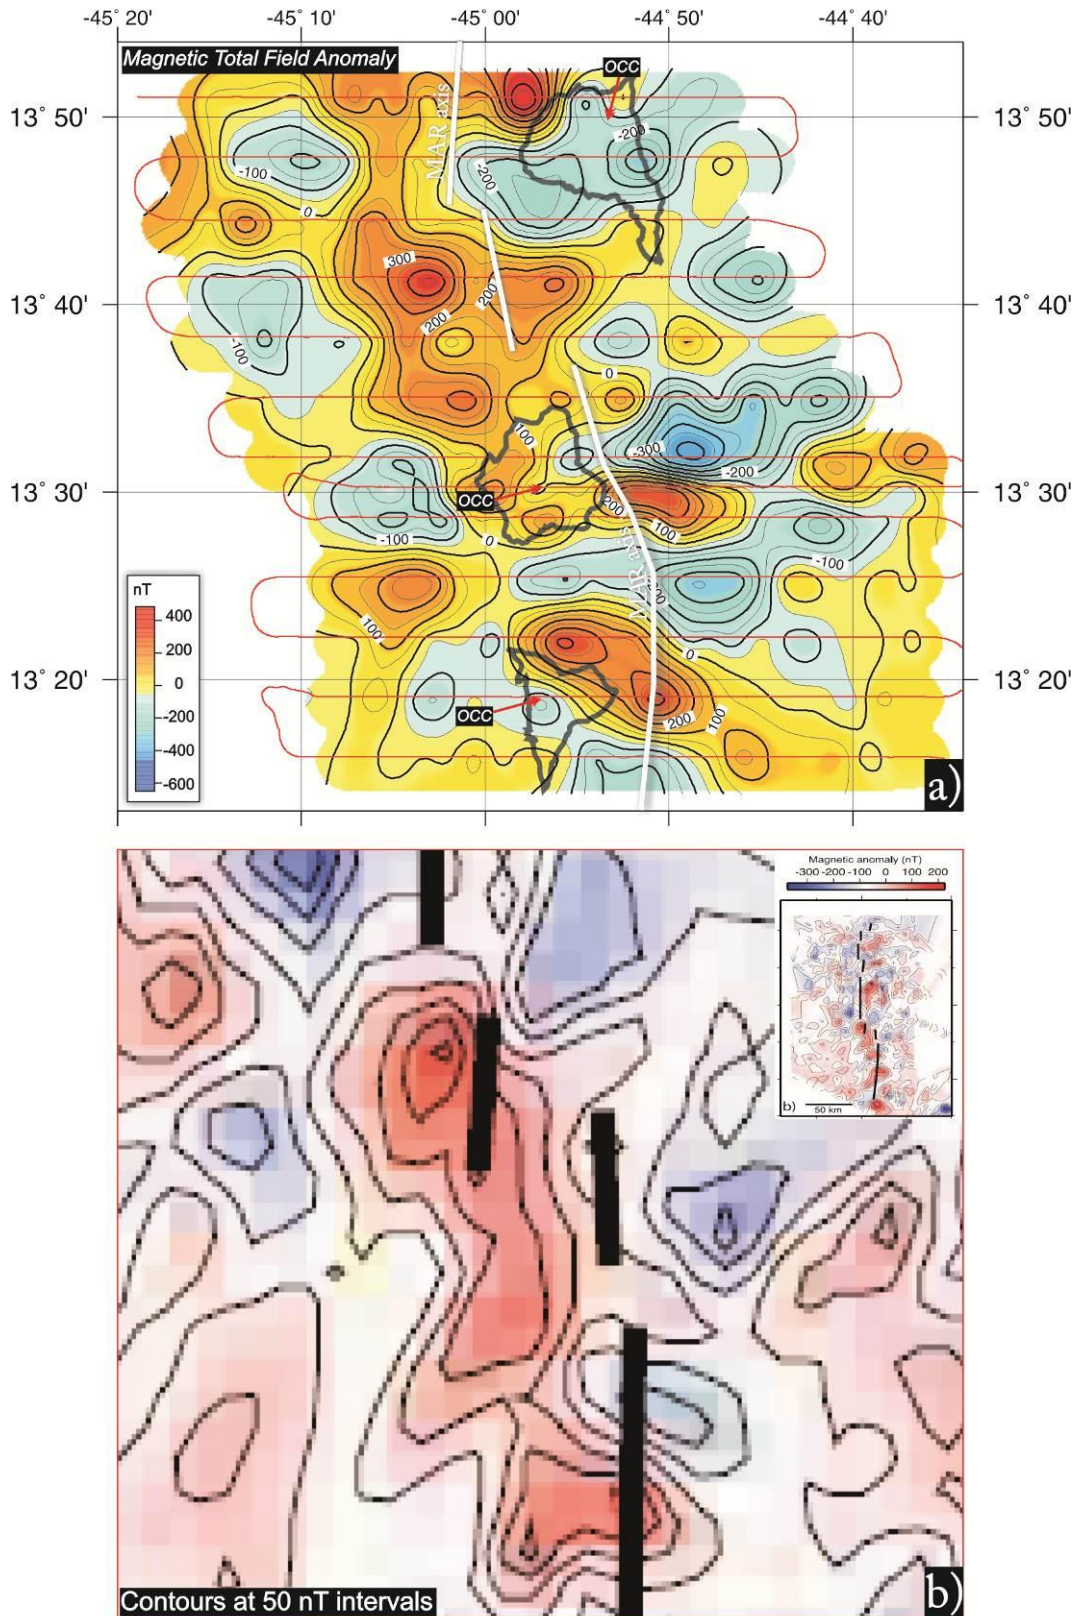 -45° 20' -45° 10' -45° 00' -44° 50' -44° 40'
Magnetic Total Field Anomaly
OCC
MAR axis
13° 50' 13° 50'
-200
-100
-200
0
300
200
13° 40' 13° 40'
200
-100
0
100
-300
-200
13° 30' 13° 30'
OCC
200
100
MAR axis
-100
0
-100
200
100
0
13° 20' 13° 20'
OCC
200
100
nT
400
200
0
-200
-400
-600
a)
Magnetic anomaly (nT)
-300 -200 -100 0 100 200
b)
50 km
Contours at 50 nT intervals
b)